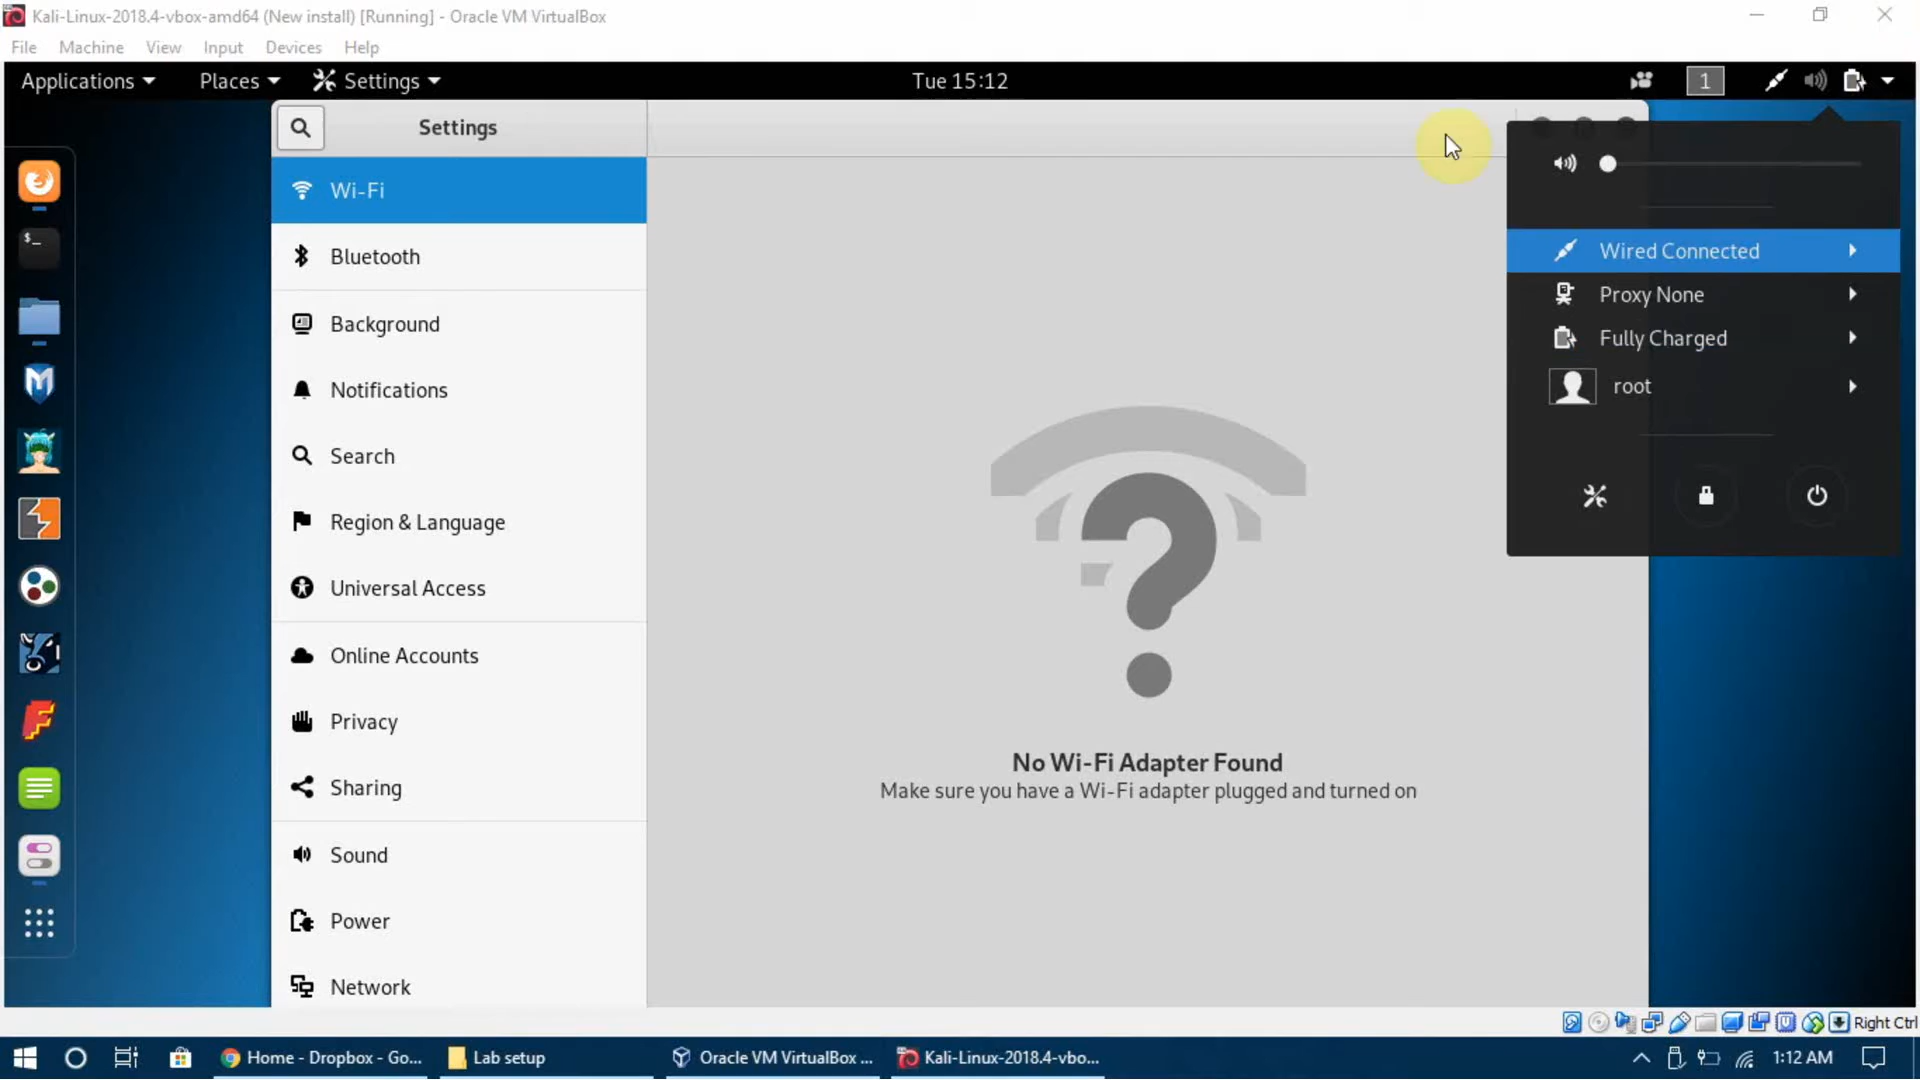 Kali-Linux-2018.4-vbox-amd64 (New install) [Running] - Oracle VM VirtualBox
File Machine View Input Devices Help
Applications Places Settings Tue 15:12 1
Settings
Wi-Fi
Bluetooth
Background
Notifications
Search
Region & Language
Universal Access
Online Accounts
Privacy
Sharing
Sound
Power
Network
No Wi-Fi Adapter Found
Make sure you have a Wi-Fi adapter plugged and turned on
Wired Connected
Proxy None
Fully Charged
root
Right Ctrl
Home - Dropbox - Go... Lab setup Oracle VM VirtualBox ... Kali-Linux-2018.4-vbo... 1:12 AM